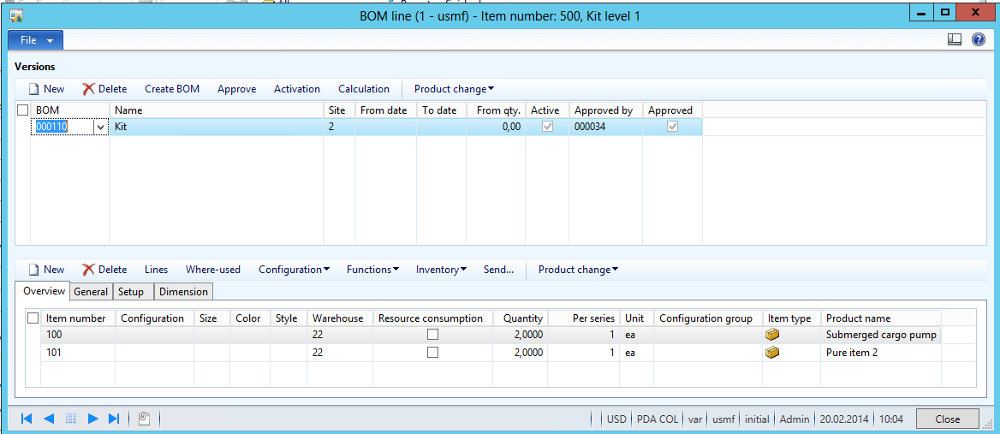 BOM line (1 - usmf) - Item number: 500, Kit level 1
File
Versions
New Delete Create BOM Approve Activation Calculation Product change
BOM Name Site From date To date From qty. Active Approved by Approved
000110 Kit 2 0,00 000034
New Delete Lines Where-used Configuration Functions Inventory Send... Product change
Overview General Setup Dimension
Item number Configuration Size Color Style Warehouse Resource consumption Quantity Per series Unit Configuration group Item type Product name
100 22 2,0000 1 ea Submerged cargo pump
101 22 2,0000 1 ea Pure item 2
USD PDA COL var usmf initial Admin 20.02.2014 10:04 Close